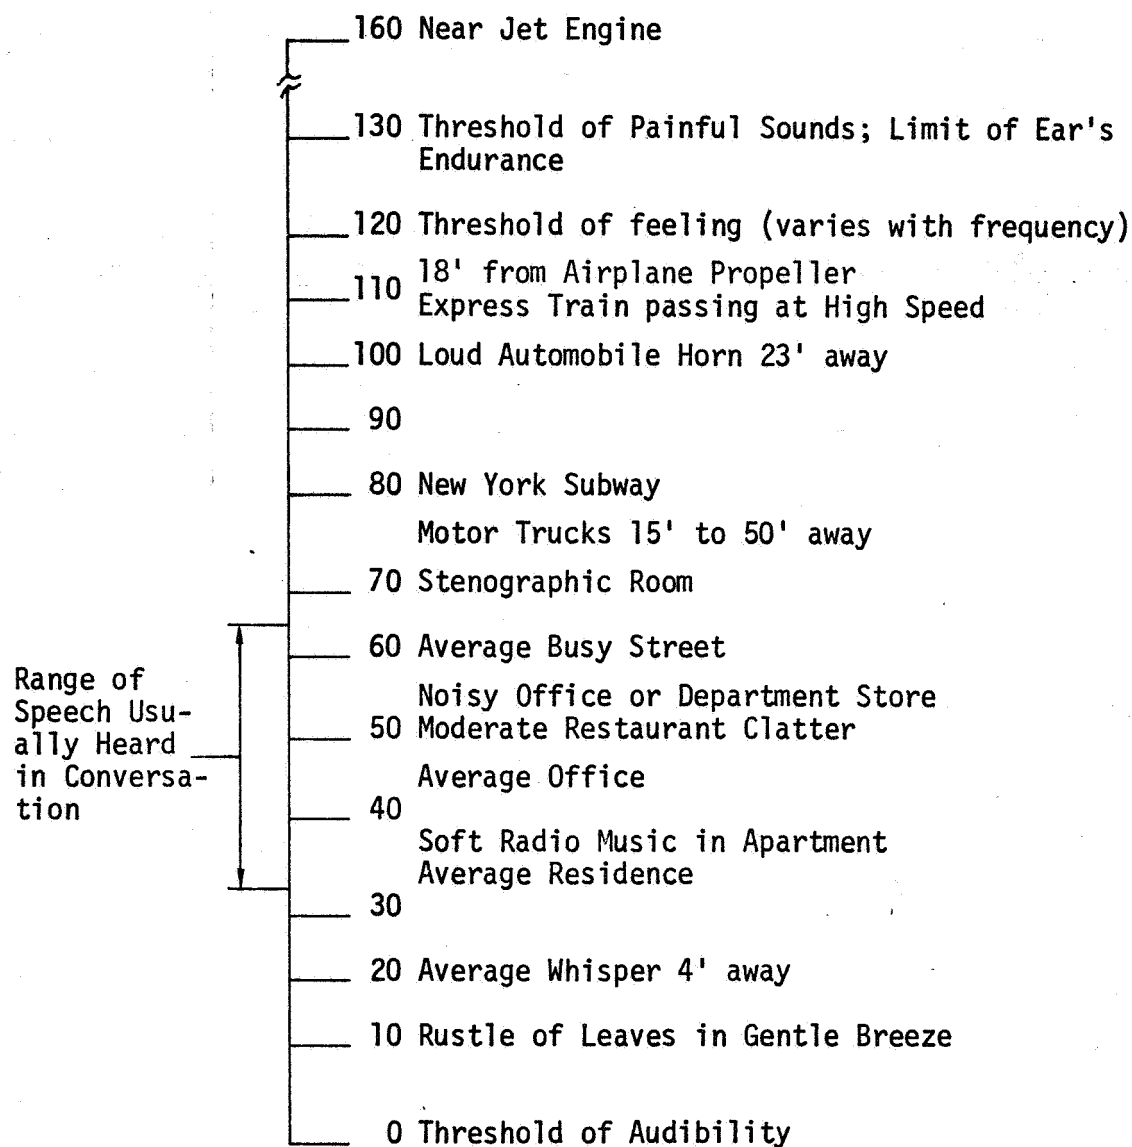 160 Near Jet Engine
130 Threshold of Painful Sounds; Limit of Ear's
Endurance
120 Threshold of feeling (varies with frequency)
18' from Airplane Propeller
110
Express Train passing at High Speed
100 Loud Automobile Horn 23' away
90
80 New York Subway
Motor Trucks 15' to 50' away
70 Stenographic Room
60 Average Busy Street
Noisy Office or Department Store
50 Moderate Restaurant Clatter
Average Office
40
Soft Radio Music in Apartment
Average Residence
30
20 Average Whisper 4' away
10 Rustle of Leaves in Gentle Breeze
0 Threshold of Audibility
Range of
Speech Usu-
ally Heard
in Conversa-
tion